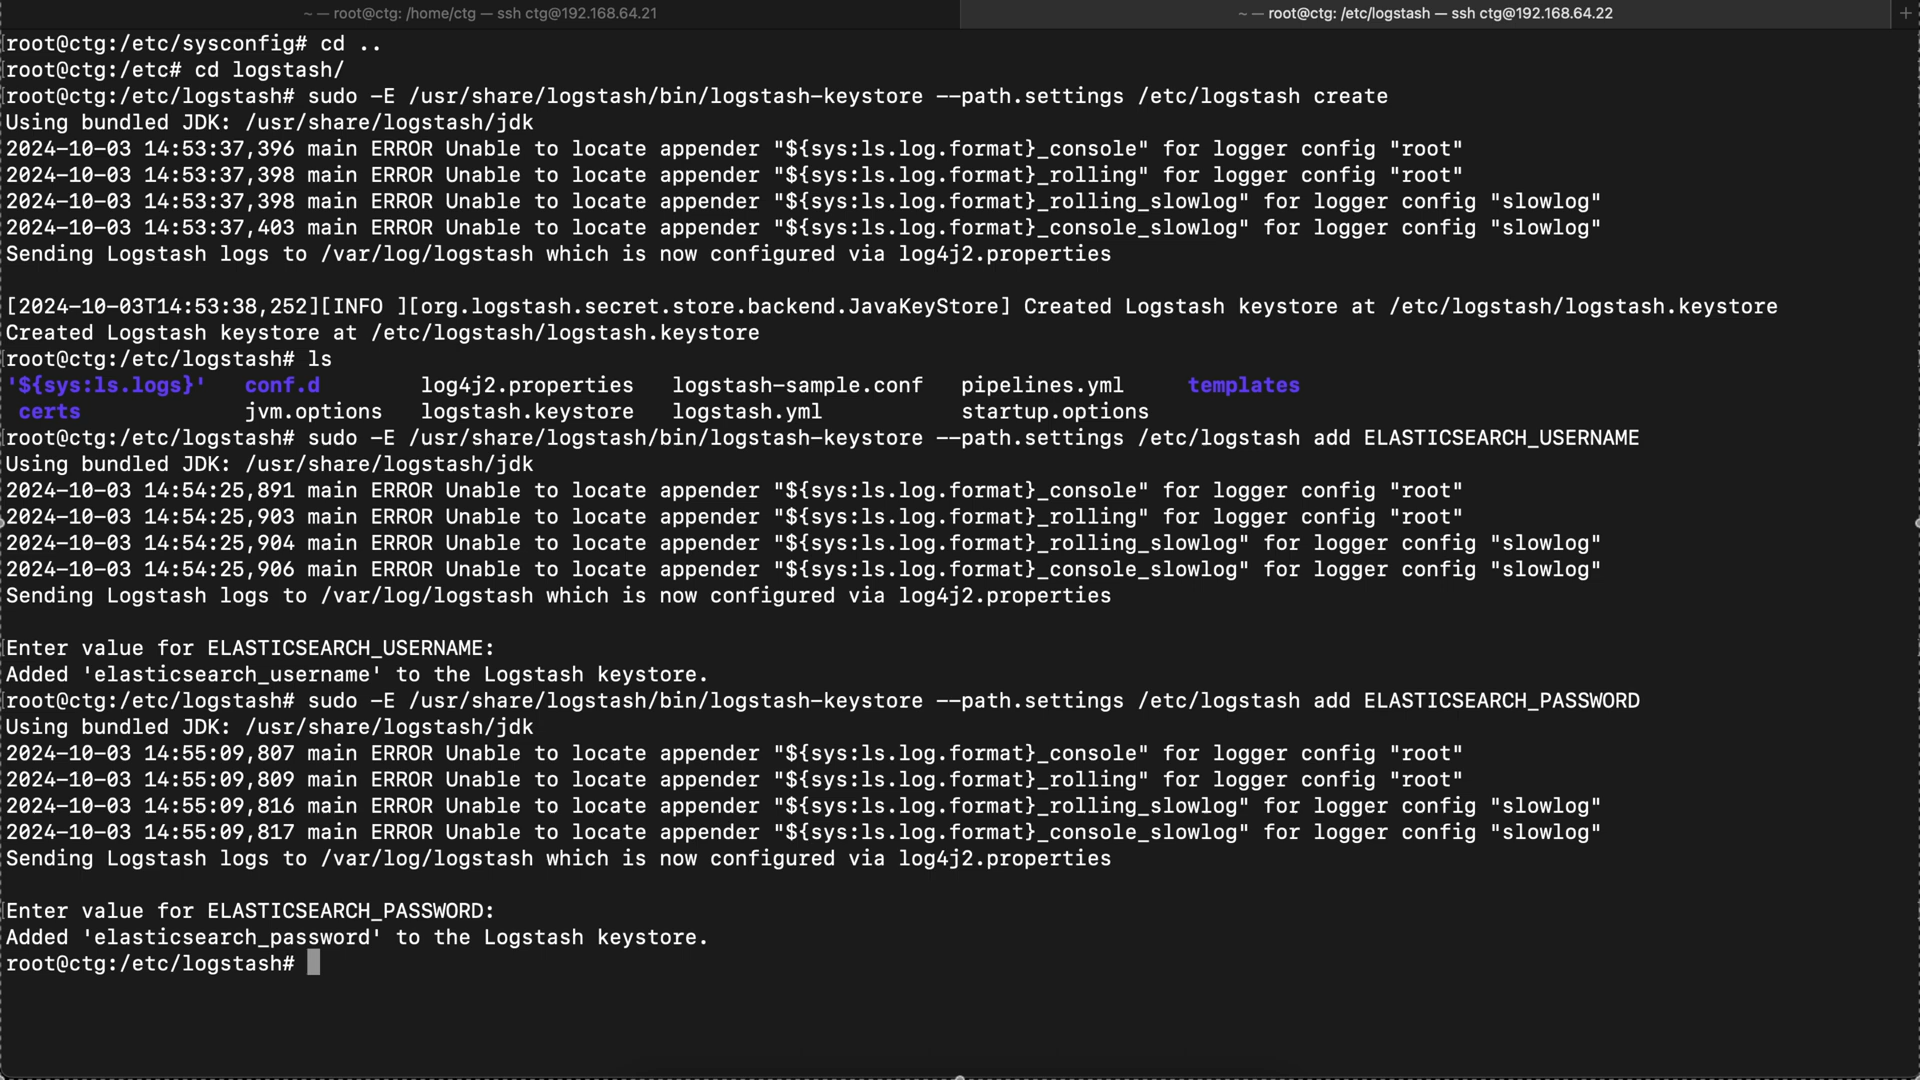 ~ — root@ctg: /home/ctg — ssh ctg@192.168.64.21
~ — root@ctg: /etc/logstash — ssh ctg@192.168.64.22
+
root@ctg:/etc/sysconfig# cd ..
root@ctg:/etc# cd logstash/
root@ctg:/etc/logstash# sudo -E /usr/share/logstash/bin/logstash-keystore --path.settings /etc/logstash create
Using bundled JDK: /usr/share/logstash/jdk
2024-10-03 14:53:37,396 main ERROR Unable to locate appender "${sys:ls.log.format}_console" for logger config "root"
2024-10-03 14:53:37,398 main ERROR Unable to locate appender "${sys:ls.log.format}_rolling" for logger config "root"
2024-10-03 14:53:37,398 main ERROR Unable to locate appender "${sys:ls.log.format}_rolling_slowlog" for logger config "slowlog"
2024-10-03 14:53:37,403 main ERROR Unable to locate appender "${sys:ls.log.format}_console_slowlog" for logger config "slowlog"
Sending Logstash logs to /var/log/logstash which is now configured via log4j2.properties
[2024-10-03T14:53:38,252][INFO ][org.logstash.secret.store.backend.JavaKeyStore] Created Logstash keystore at /etc/logstash/logstash.keystore
Created Logstash keystore at /etc/logstash/logstash.keystore
root@ctg:/etc/logstash# ls
'${sys:ls.logs}' conf.d log4j2.properties logstash-sample.conf pipelines.yml templates
certs jvm.options logstash.keystore logstash.yml startup.options
root@ctg:/etc/logstash# sudo -E /usr/share/logstash/bin/logstash-keystore --path.settings /etc/logstash add ELASTICSEARCH_USERNAME
Using bundled JDK: /usr/share/logstash/jdk
2024-10-03 14:54:25,891 main ERROR Unable to locate appender "${sys:ls.log.format}_console" for logger config "root"
2024-10-03 14:54:25,903 main ERROR Unable to locate appender "${sys:ls.log.format}_rolling" for logger config "root"
2024-10-03 14:54:25,904 main ERROR Unable to locate appender "${sys:ls.log.format}_rolling_slowlog" for logger config "slowlog"
2024-10-03 14:54:25,906 main ERROR Unable to locate appender "${sys:ls.log.format}_console_slowlog" for logger config "slowlog"
Sending Logstash logs to /var/log/logstash which is now configured via log4j2.properties
Enter value for ELASTICSEARCH_USERNAME:
Added 'elasticsearch_username' to the Logstash keystore.
root@ctg:/etc/logstash# sudo -E /usr/share/logstash/bin/logstash-keystore --path.settings /etc/logstash add ELASTICSEARCH_PASSWORD
Using bundled JDK: /usr/share/logstash/jdk
2024-10-03 14:55:09,807 main ERROR Unable to locate appender "${sys:ls.log.format}_console" for logger config "root"
2024-10-03 14:55:09,809 main ERROR Unable to locate appender "${sys:ls.log.format}_rolling" for logger config "root"
2024-10-03 14:55:09,816 main ERROR Unable to locate appender "${sys:ls.log.format}_rolling_slowlog" for logger config "slowlog"
2024-10-03 14:55:09,817 main ERROR Unable to locate appender "${sys:ls.log.format}_console_slowlog" for logger config "slowlog"
Sending Logstash logs to /var/log/logstash which is now configured via log4j2.properties
Enter value for ELASTICSEARCH_PASSWORD:
Added 'elasticsearch_password' to the Logstash keystore.
root@ctg:/etc/logstash#